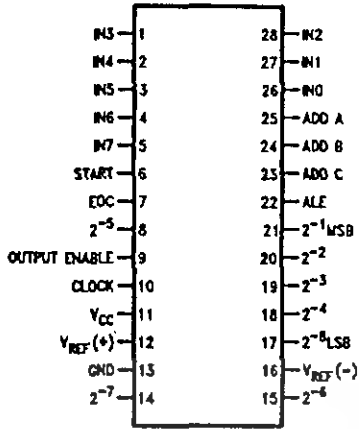 IN3 1 28 IN2
IN4 2 27 IN1
IN5 3 26 IN0
IN6 4 25 ADD A
IN7 5 24 ADD B
START 6 23 ADD C
EOC 7 22 ALE
2⁻⁵ 8 21 2⁻¹MSB
OUTPUT ENABLE 9 20 2⁻²
CLOCK 10 19 2⁻³
VCC 11 18 2⁻⁴
VREF(+) 12 17 2⁻⁸LSB
GND 13 16 VREF(−)
2⁻⁷ 14 15 2⁻⁶